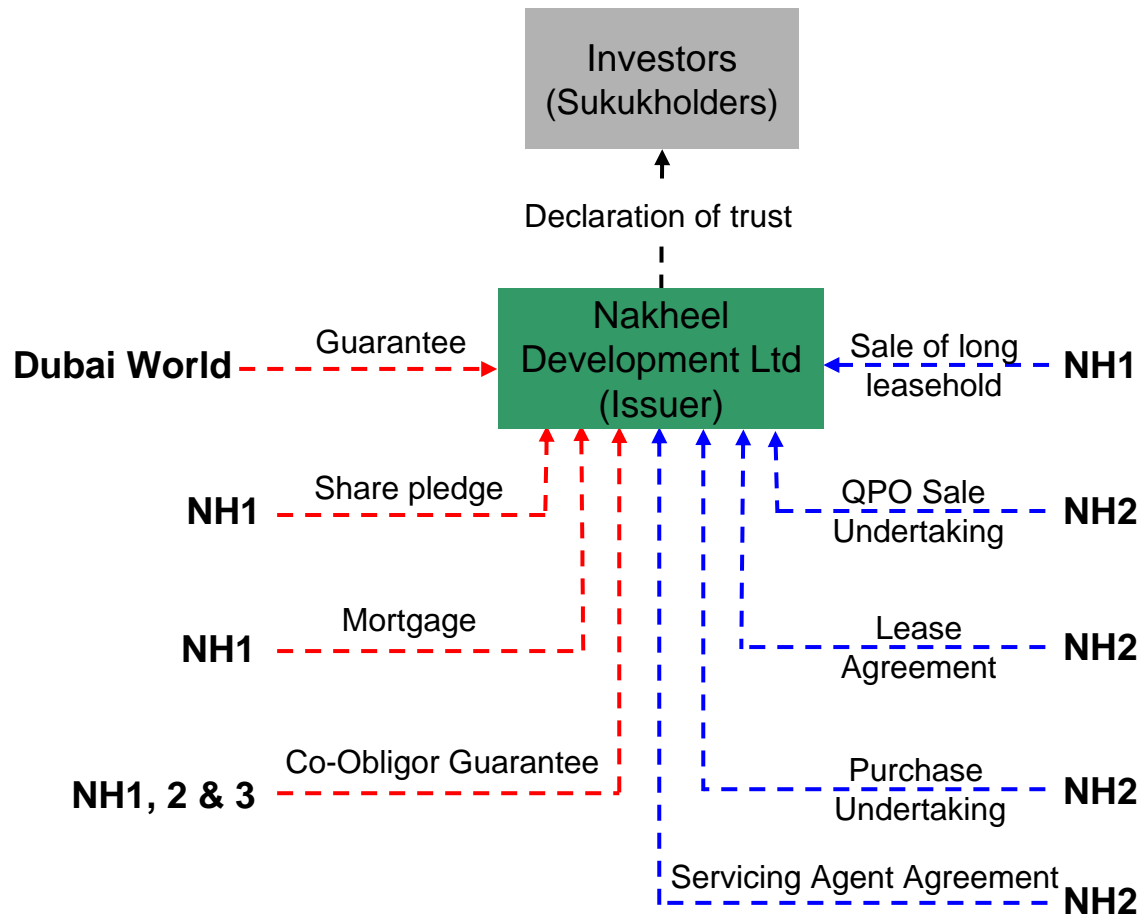 Investors
(Sukukholders)
Declaration of trust
Nakheel
Development Ltd
(Issuer)
Dubai World
Guarantee
Sale of long
leasehold
NH1
NH1
Share pledge
QPO Sale
Undertaking
NH2
NH1
Mortgage
Lease
Agreement
NH2
NH1, 2 & 3
Co-Obligor Guarantee
Purchase
Undertaking
NH2
Servicing Agent Agreement
NH2